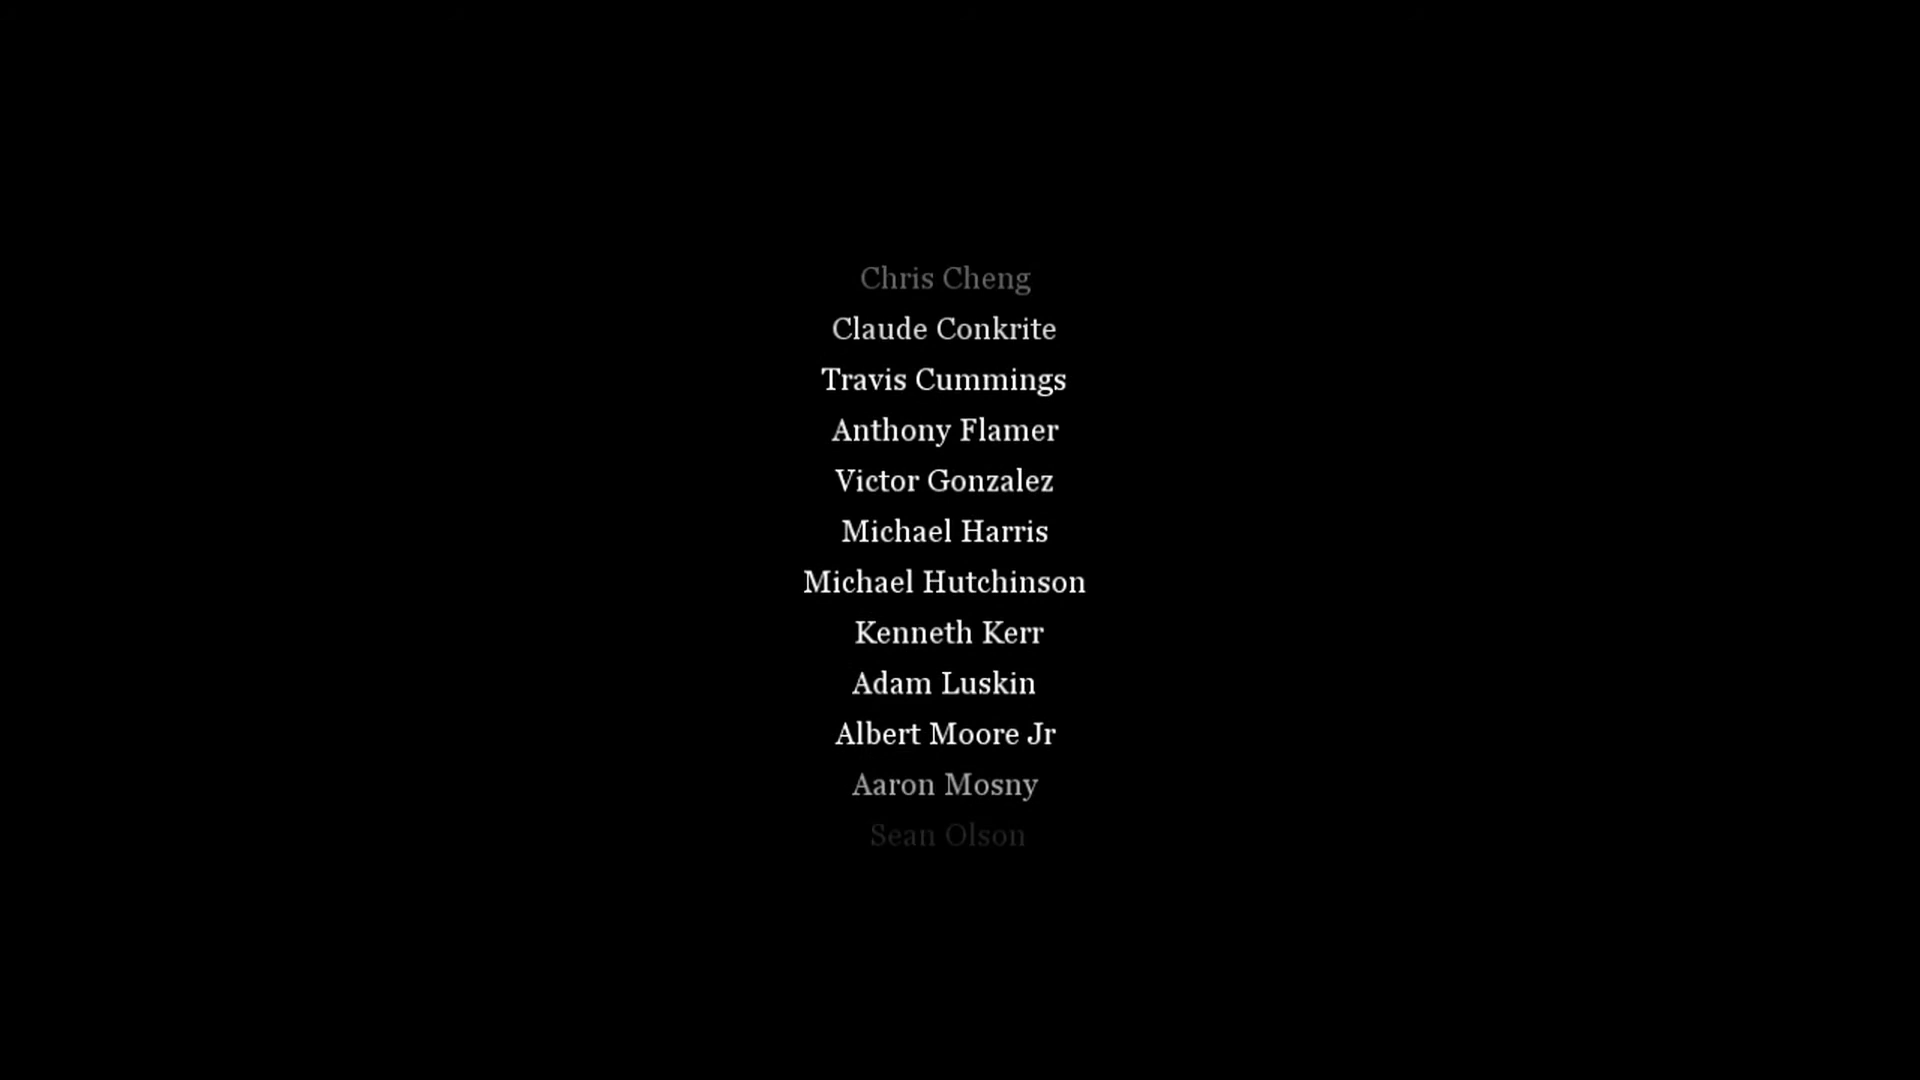 Chris Cheng
Claude Conkrite
Travis Cummings
Anthony Flamer
Victor Gonzalez
Michael Harris
Michael Hutchinson
Kenneth Kerr
Adam Luskin
Albert Moore Jr
Aaron Mosny
Sean Olson